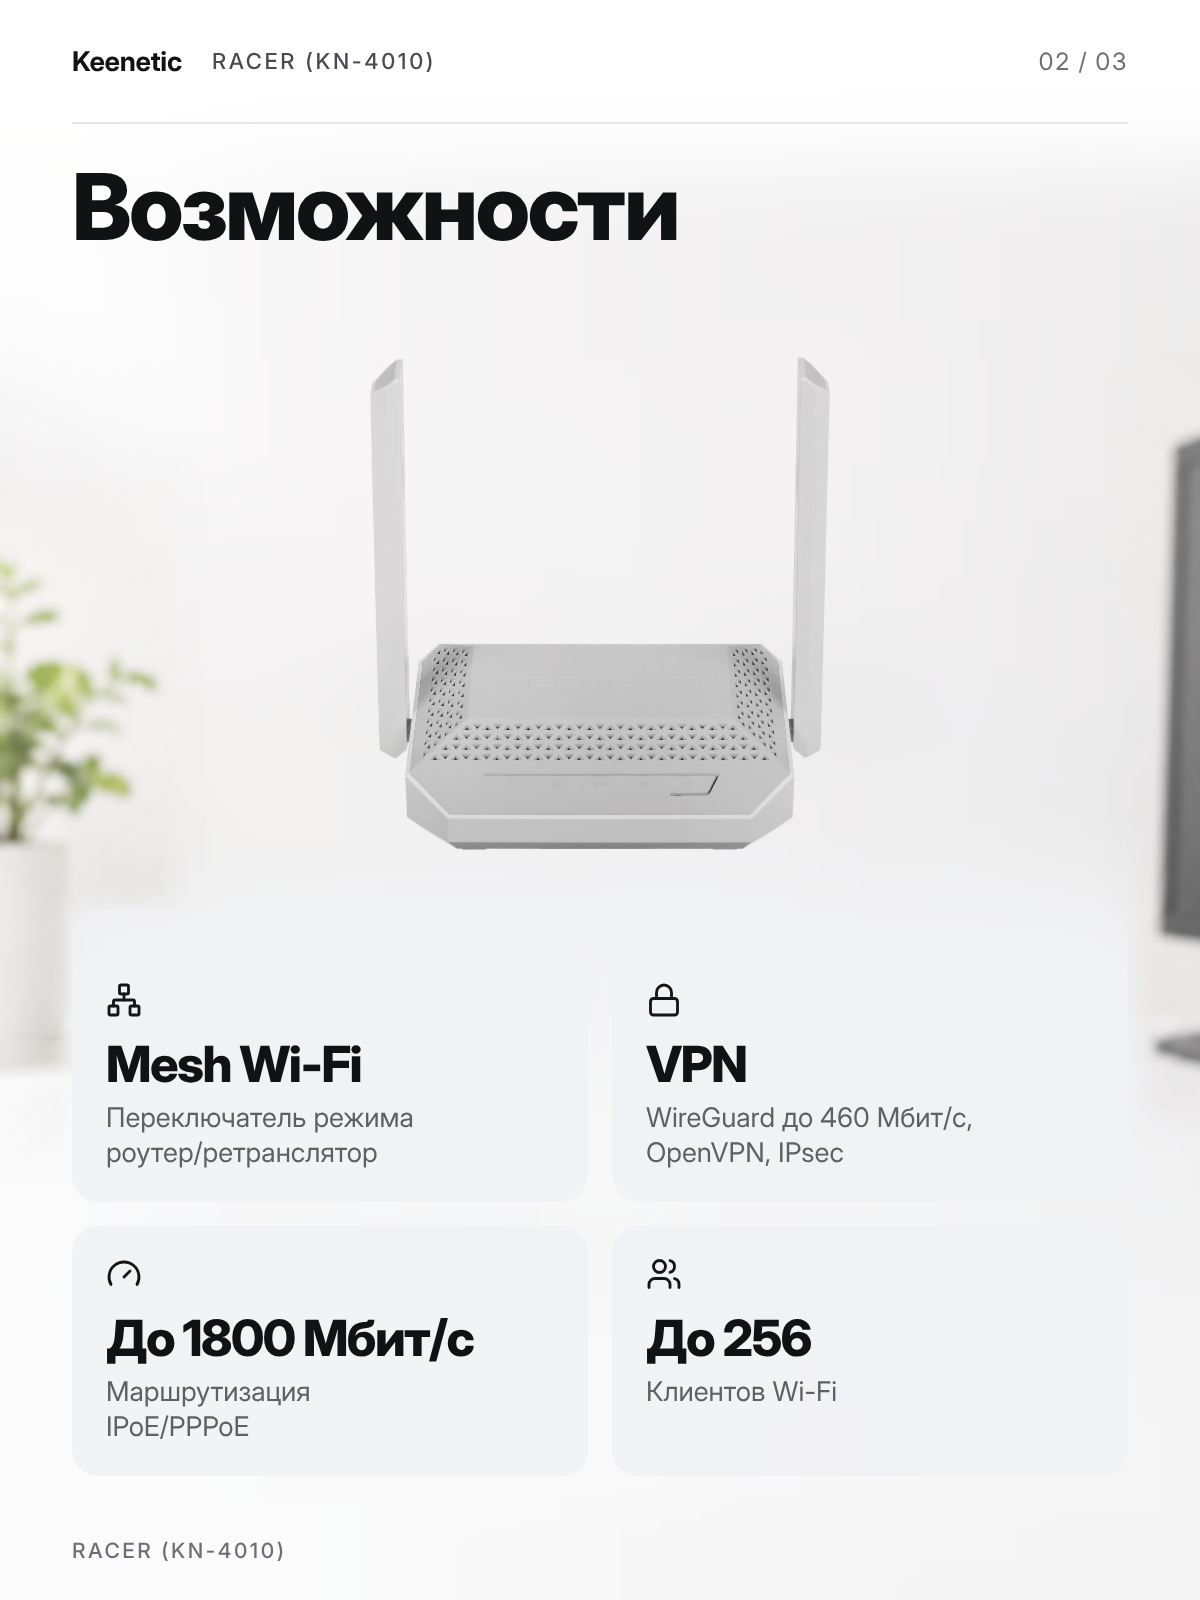 Keenetic RACER (KN-4010) 02 / 03
Возможности
Mesh Wi-Fi
Переключатель режима
роутер/ретранслятор
VPN
WireGuard до 460 Мбит/с,
OpenVPN, IPsec
До 1800 Мбит/с
Маршрутизация
IPoE/PPPoE
До 256
Клиентов Wi-Fi
RACER (KN-4010)